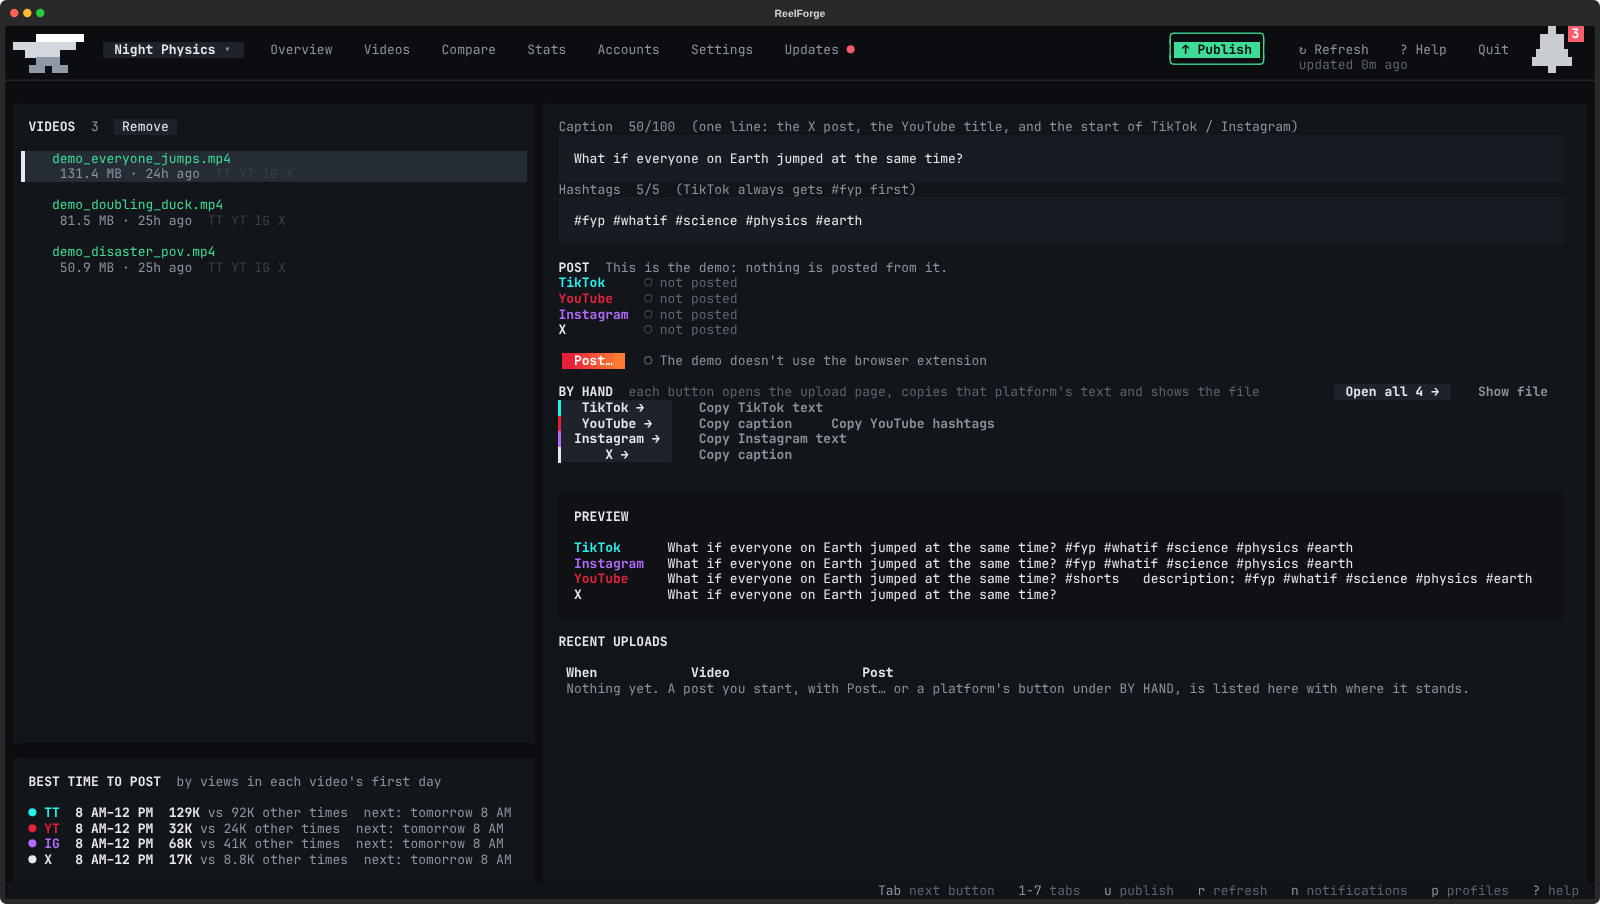 ReelForge
Night Physics ▾ Overview Videos Compare Stats Accounts Settings Updates ● ↑ Publish ↻ Refresh ? Help Quit 3
updated 0m ago
VIDEOS 3 Remove
demo_everyone_jumps.mp4
131.4 MB · 24h ago TT YT IG X
demo_doubling_duck.mp4
81.5 MB · 25h ago TT YT IG X
demo_disaster_pov.mp4
50.9 MB · 25h ago TT YT IG X
BEST TIME TO POST by views in each video's first day
● TT 8 AM–12 PM 129K vs 92K other times next: tomorrow 8 AM
● YT 8 AM–12 PM 32K vs 24K other times next: tomorrow 8 AM
● IG 8 AM–12 PM 68K vs 41K other times next: tomorrow 8 AM
● X 8 AM–12 PM 17K vs 8.8K other times next: tomorrow 8 AM
Caption 50/100 (one line: the X post, the YouTube title, and the start of TikTok / Instagram)
What if everyone on Earth jumped at the same time?
Hashtags 5/5 (TikTok always gets #fyp first)
#fyp #whatif #science #physics #earth
POST This is the demo: nothing is posted from it.
TikTok ○ not posted
YouTube ○ not posted
Instagram ○ not posted
X ○ not posted
Post… ○ The demo doesn't use the browser extension
BY HAND each button opens the upload page, copies that platform's text and shows the file Open all 4 → Show file
TikTok → Copy TikTok text
YouTube → Copy caption Copy YouTube hashtags
Instagram → Copy Instagram text
X → Copy caption
PREVIEW
TikTok What if everyone on Earth jumped at the same time? #fyp #whatif #science #physics #earth
Instagram What if everyone on Earth jumped at the same time? #fyp #whatif #science #physics #earth
YouTube What if everyone on Earth jumped at the same time? #shorts description: #fyp #whatif #science #physics #earth
X What if everyone on Earth jumped at the same time?
RECENT UPLOADS
When Video Post
Nothing yet. A post you start, with Post… or a platform's button under BY HAND, is listed here with where it stands.
Tab next button 1-7 tabs u publish r refresh n notifications p profiles ? help